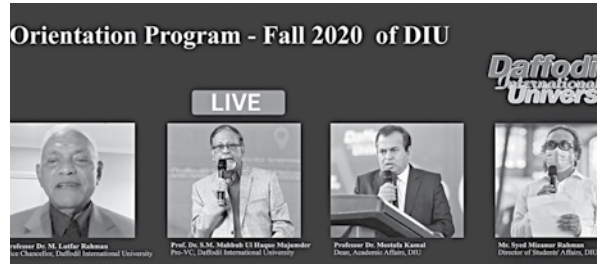 Orientation Program - Fall 2020 of DIU
Daffodi
International
Univers
LIVE
rofessor Dr. M. Lutfar Rahman
ice Chancellor, Daffodil International University
Prof. Dr. S.M. Mahbub Ul Haque Majumder
Pro-VC, Daffodil International University
Professor Dr. Mostafa Kamal
Dean, Academic Affairs, DIU
Mr. Syed Mizanur Rahman
Director of Students' Affairs, DIU